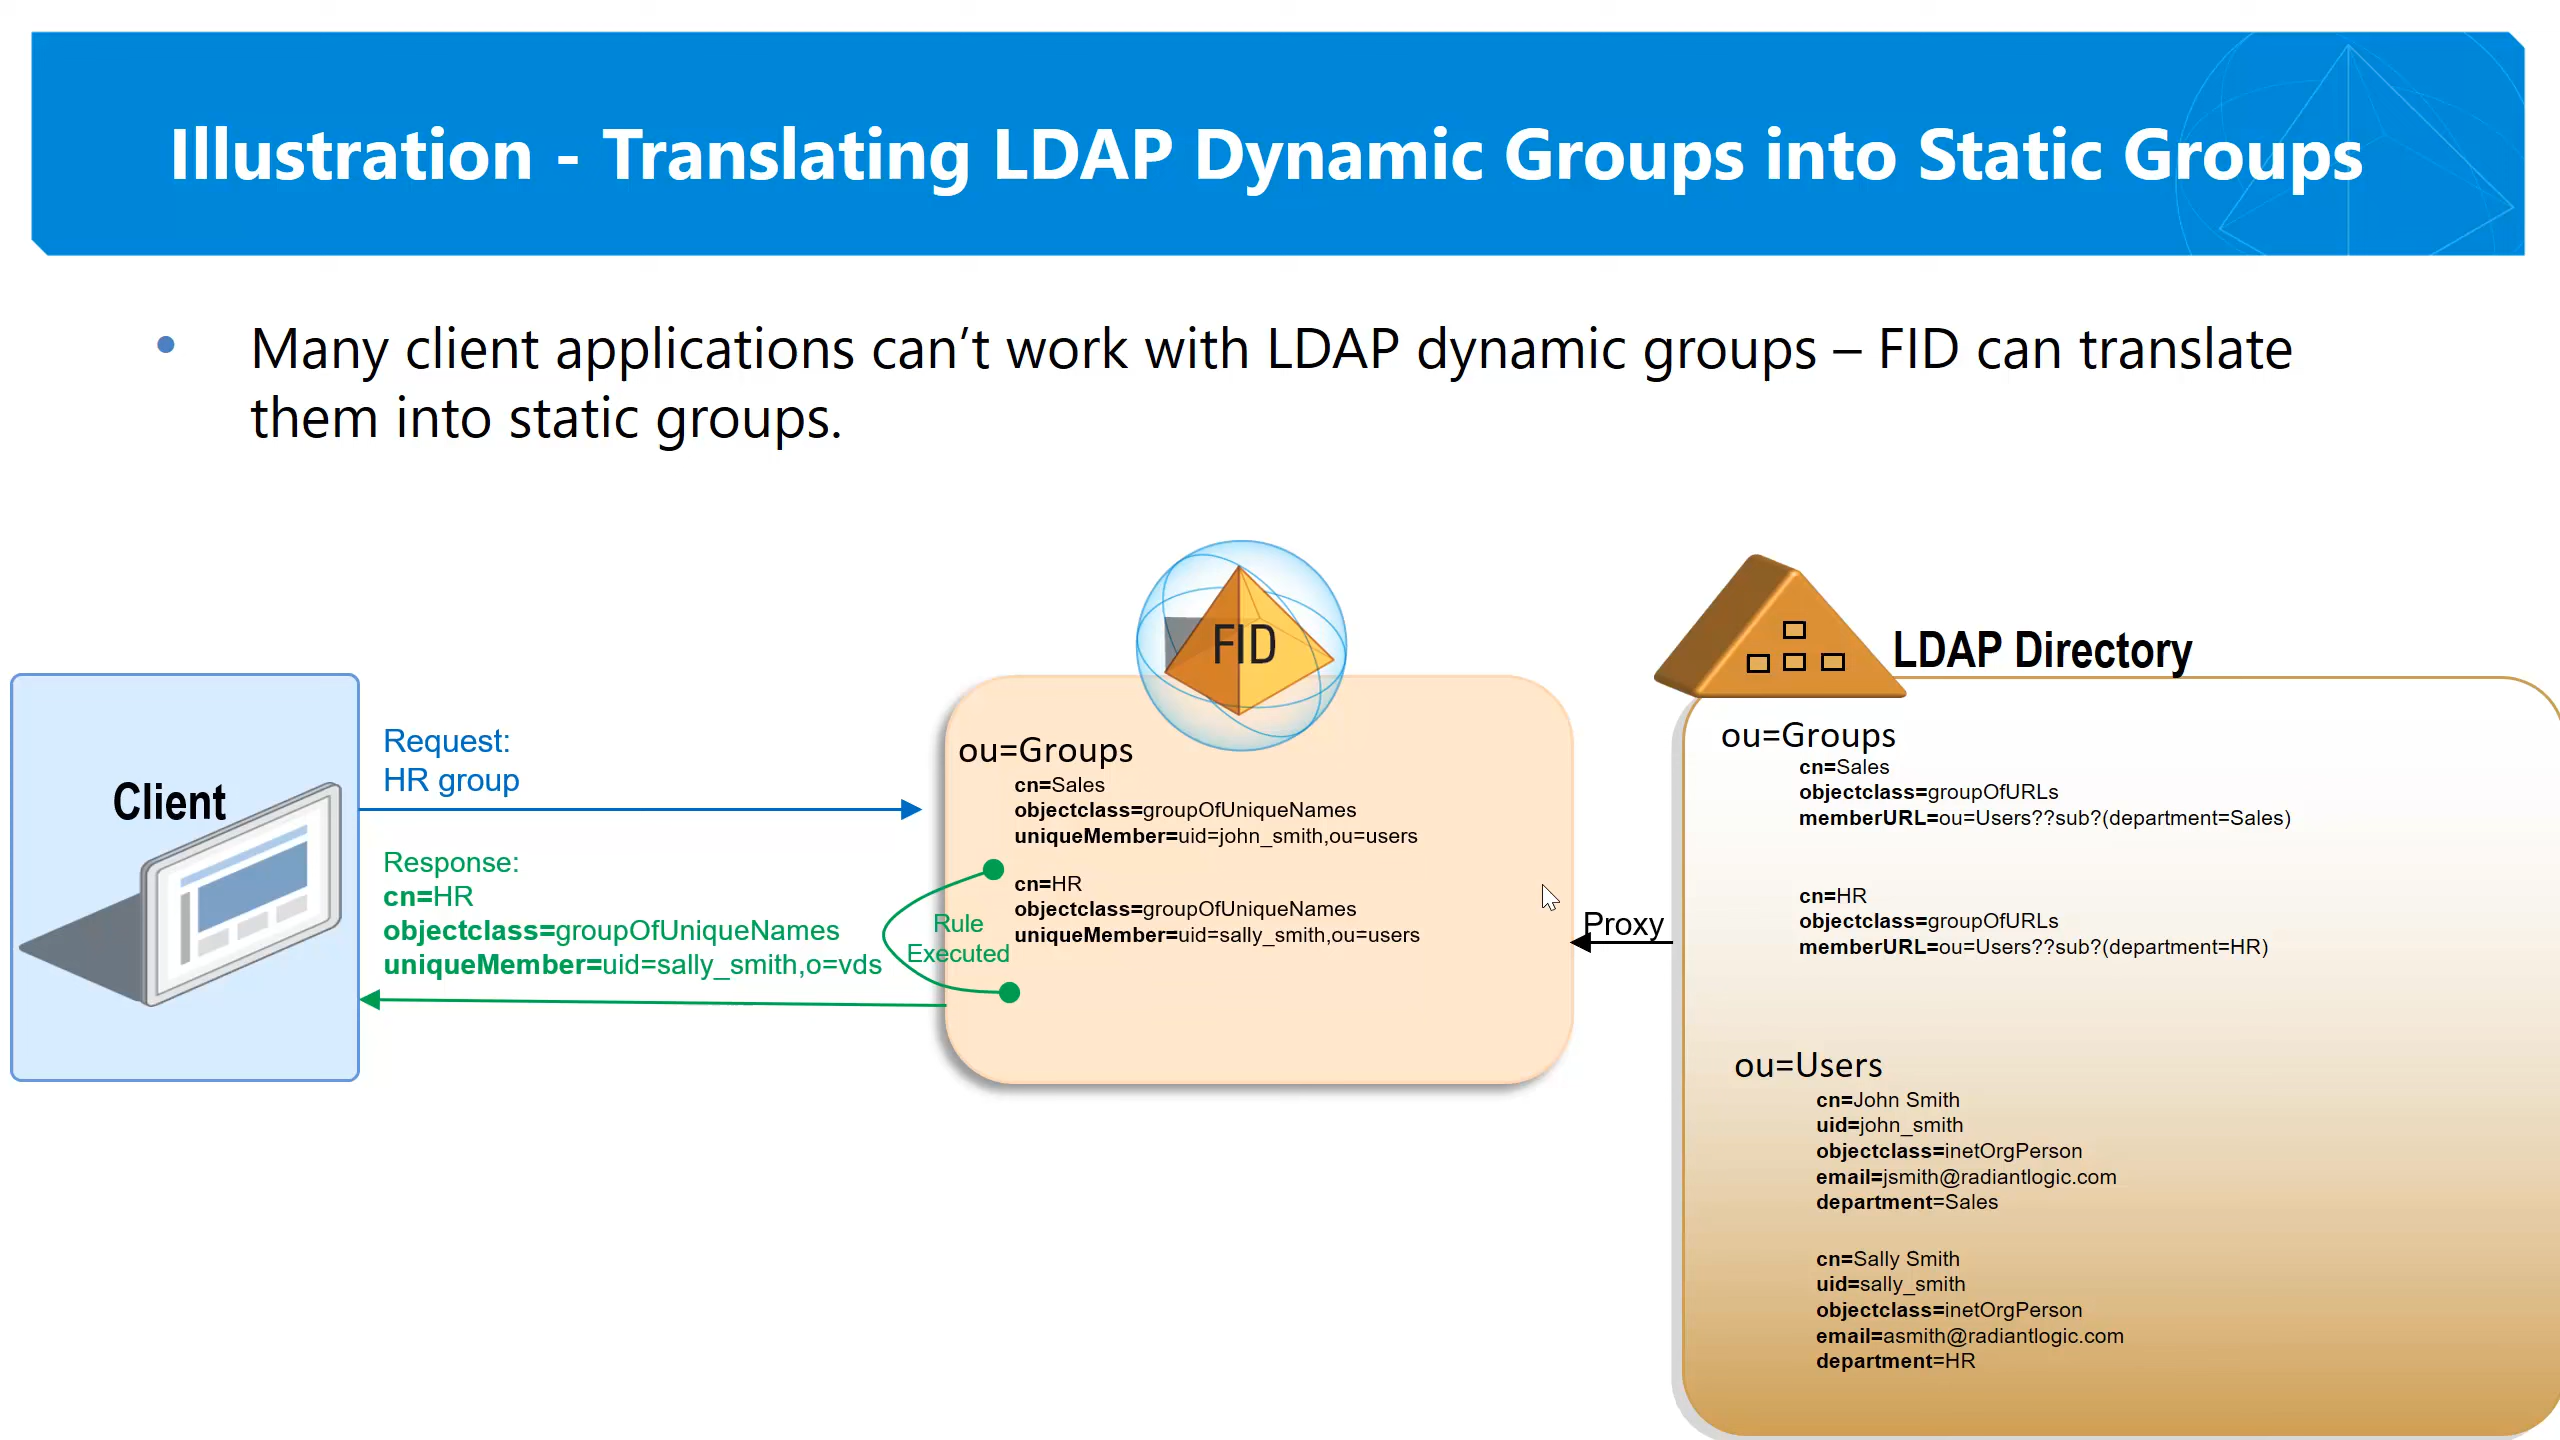 Illustration - Translating LDAP Dynamic Groups into Static Groups
• Many client applications can’t work with LDAP dynamic groups – FID can translate
them into static groups.
Client
Request:
HR group
Response:
cn=HR
objectclass=groupOfUniqueNames
uniqueMember=uid=sally_smith,o=vds
Rule
Executed
FID
ou=Groups
cn=Sales
objectclass=groupOfUniqueNames
uniqueMember=uid=john_smith,ou=users
cn=HR
objectclass=groupOfUniqueNames
uniqueMember=uid=sally_smith,ou=users
Proxy
LDAP Directory
ou=Groups
cn=Sales
objectclass=groupOfURLs
memberURL=ou=Users??sub?(department=Sales)
cn=HR
objectclass=groupOfURLs
memberURL=ou=Users??sub?(department=HR)
ou=Users
cn=John Smith
uid=john_smith
objectclass=inetOrgPerson
email=jsmith@radiantlogic.com
department=Sales
cn=Sally Smith
uid=sally_smith
objectclass=inetOrgPerson
email=asmith@radiantlogic.com
department=HR